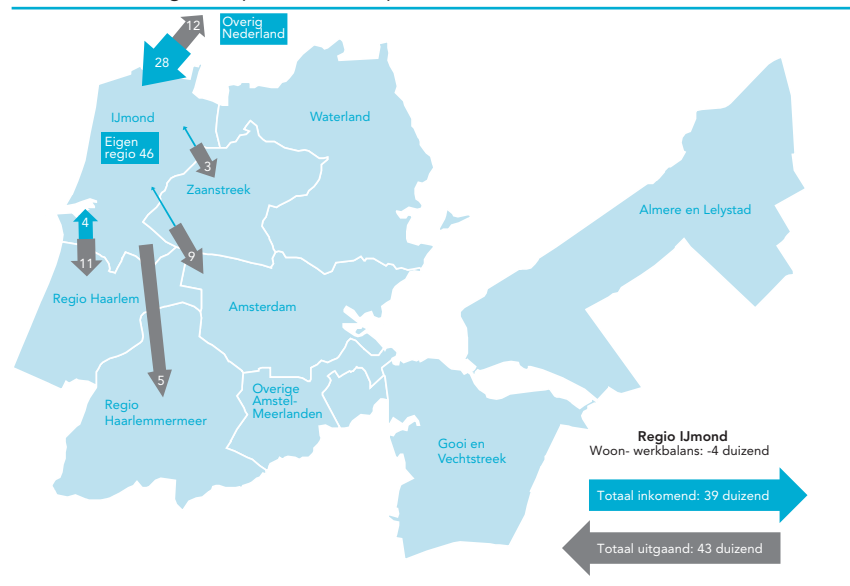 12
Overig
Nederland
28
IJmond
Waterland
Eigen
regio 46
3
Zaanstreek
Almere en Lelystad
4
9
11
Regio Haarlem
Amsterdam
5
Overige
Amstel-
Meerlanden
Regio
Haarlemmermeer
Gooi en
Vechtstreek
Regio IJmond
Woon- werkbalans: -4 duizend
Totaal inkomend: 39 duizend
Totaal uitgaand: 43 duizend